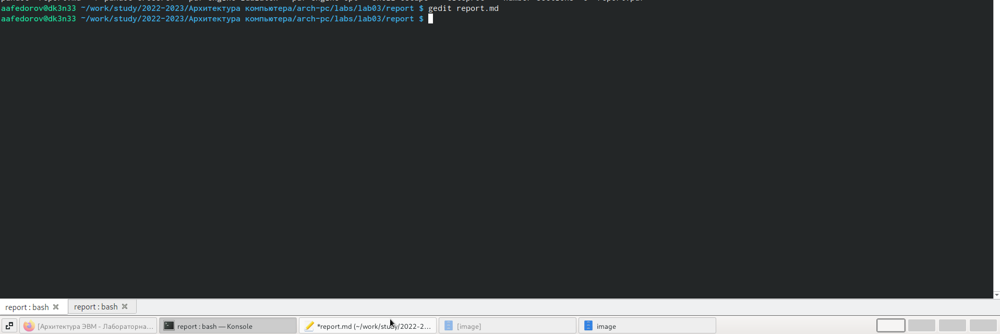 aafedorov@dk3n33 ~/work/study/2022-2023/Архитектура компьютера/arch-pc/labs/lab03/report $ gedit report.md
aafedorov@dk3n33 ~/work/study/2022-2023/Архитектура компьютера/arch-pc/labs/lab03/report $
report : bash report : bash
[Архитектура ЭВМ - Лабораторна... report : bash — Konsole *report.md (~/work/study/2022-2... [image] image